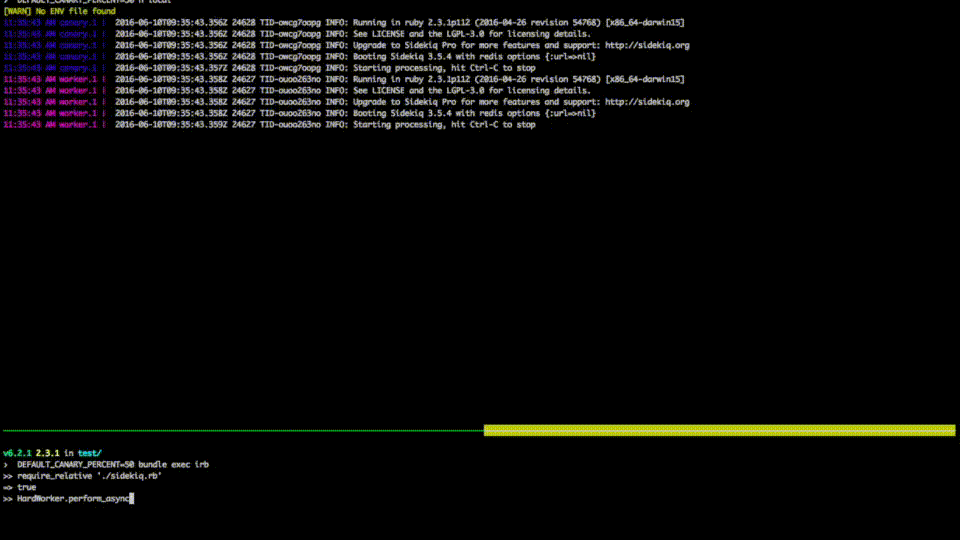 [WARN] No ENV file found
11:35:43 AM canary.1 | 2016-06-10T09:35:43.356Z 24628 TID-owcg7oopg INFO: Running in ruby 2.3.1p112 (2016-04-26 revision 54768) [x86_64-darwin15]
11:35:43 AM canary.1 | 2016-06-10T09:35:43.356Z 24628 TID-owcg7oopg INFO: See LICENSE and the LGPL-3.0 for licensing details.
11:35:43 AM canary.1 | 2016-06-10T09:35:43.356Z 24628 TID-owcg7oopg INFO: Upgrade to Sidekiq Pro for more features and support: http://sidekiq.org
11:35:43 AM canary.1 | 2016-06-10T09:35:43.356Z 24628 TID-owcg7oopg INFO: Booting Sidekiq 3.5.4 with redis options {:url=>nil}
11:35:43 AM canary.1 | 2016-06-10T09:35:43.357Z 24628 TID-owcg7oopg INFO: Starting processing, hit Ctrl-C to stop
11:35:43 AM worker.1 | 2016-06-10T09:35:43.358Z 24627 TID-ouoo263no INFO: Running in ruby 2.3.1p112 (2016-04-26 revision 54768) [x86_64-darwin15]
11:35:43 AM worker.1 | 2016-06-10T09:35:43.358Z 24627 TID-ouoo263no INFO: See LICENSE and the LGPL-3.0 for licensing details.
11:35:43 AM worker.1 | 2016-06-10T09:35:43.358Z 24627 TID-ouoo263no INFO: Upgrade to Sidekiq Pro for more features and support: http://sidekiq.org
11:35:43 AM worker.1 | 2016-06-10T09:35:43.358Z 24627 TID-ouoo263no INFO: Booting Sidekiq 3.5.4 with redis options {:url=>nil}
11:35:43 AM worker.1 | 2016-06-10T09:35:43.359Z 24627 TID-ouoo263no INFO: Starting processing, hit Ctrl-C to stop
v6.2.1 2.3.1 in test/
› DEFAULT_CANARY_PERCENT=50 bundle exec irb
>> require_relative './sidekiq.rb'
=> true
>> HardWorker.perform_async